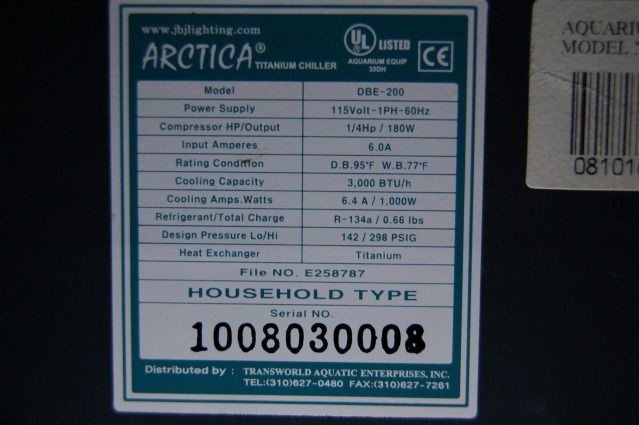 www.jbjlighting.com
ARCTICA® TITANIUM CHILLER
UL LISTED
AQUARIUM EQUIP
33DH
CE
Model DBE-200
Power Supply 115Volt-1PH-60Hz
Compressor HP/Output 1/4Hp / 180W
Input Amperes 6.0A
Rating Condition D.B.95°F W.B.77°F
Cooling Capacity 3,000 BTU/h
Cooling Amps.Watts 6.4 A / 1,000W
Refrigerant/Total Charge R-134a / 0.66 lbs
Design Pressure Lo/Hi 142 / 298 PSIG
Heat Exchanger Titanium
File NO. E258787
HOUSEHOLD TYPE
Serial NO.
1008030008
Distributed by : TRANSWORLD AQUATIC ENTERPRISES, INC.
TEL:(310)627-0480 FAX:(310)627-7261
MODEL